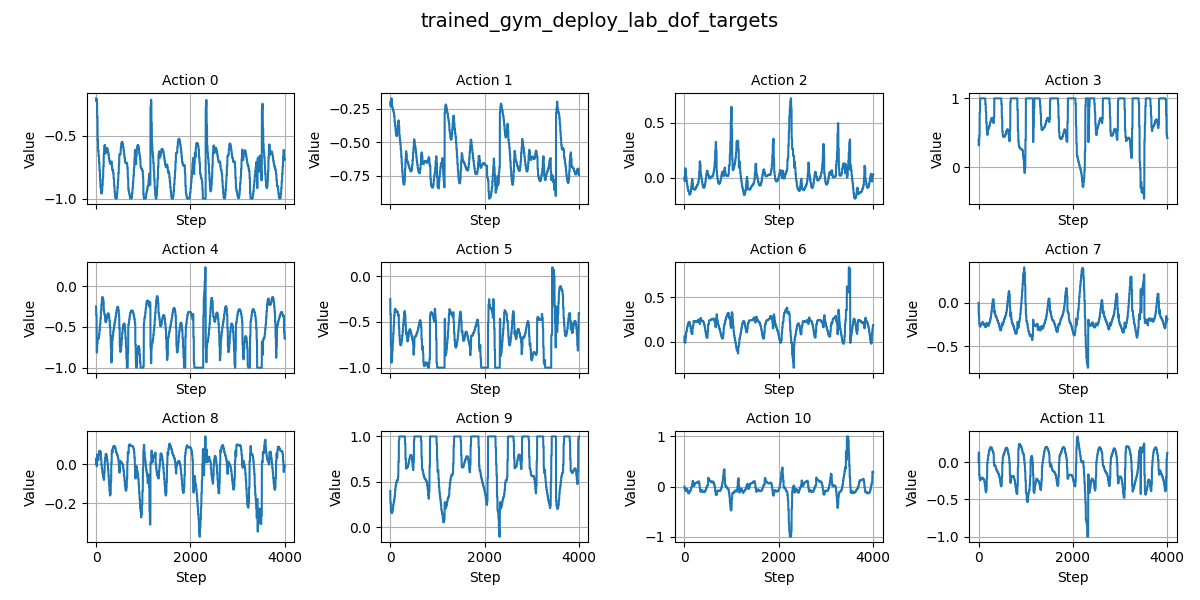 trained_gym_deploy_lab_dof_targets
Action 0
Action 1
Action 2
Action 3
Value
−0.5
−1.0
Step
Value
−0.25
−0.50
−0.75
Step
Value
0.5
0.0
Step
Value
1
0
Step
Action 4
Action 5
Action 6
Action 7
Value
0.0
−0.5
−1.0
Step
Value
0.0
−0.5
−1.0
Step
Value
0.5
0.0
Step
Value
0.0
−0.5
Step
Action 8
Action 9
Action 10
Action 11
Value
0.0
−0.2
0 2000 4000
Step
Value
1.0
0.5
0.0
0 2000 4000
Step
Value
1
0
−1
0 2000 4000
Step
Value
0.0
−0.5
−1.0
0 2000 4000
Step